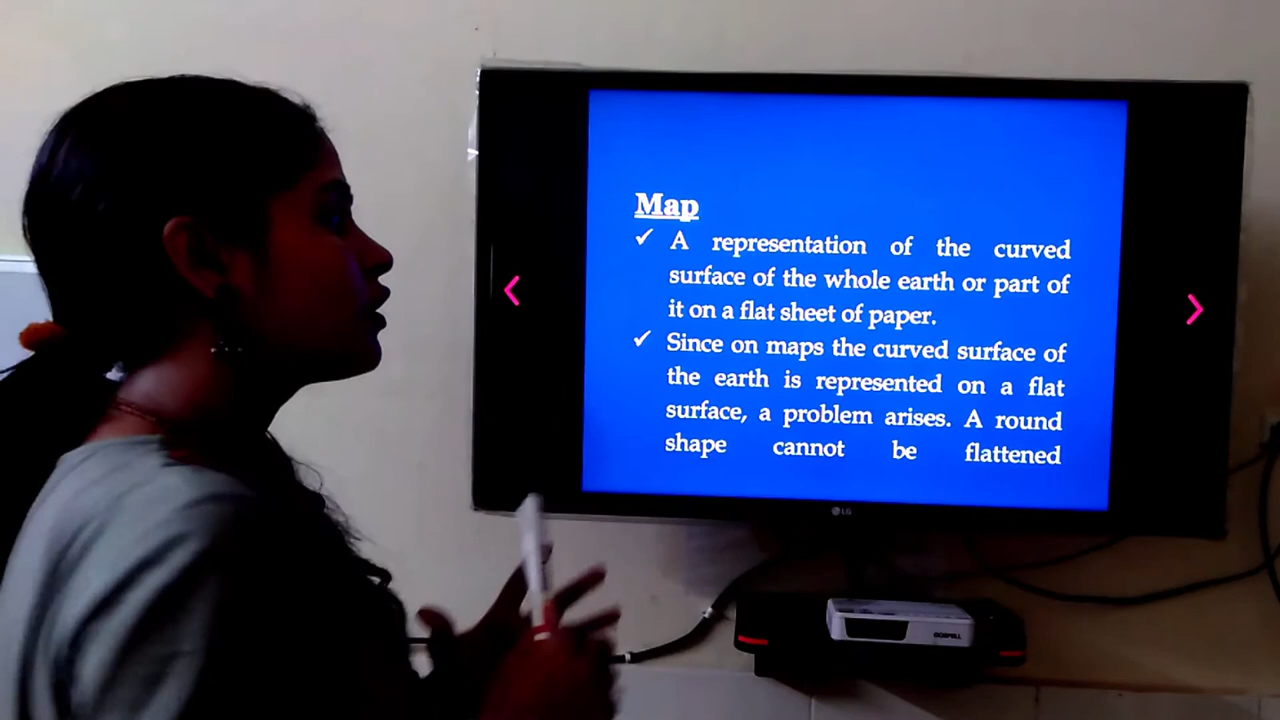 Map
✓ A representation of the curved
surface of the whole earth or part of
it on a flat sheet of paper.
✓ Since on maps the curved surface of
the earth is represented on a flat
surface, a problem arises. A round
shape cannot be flattened
LG
GOSPELL